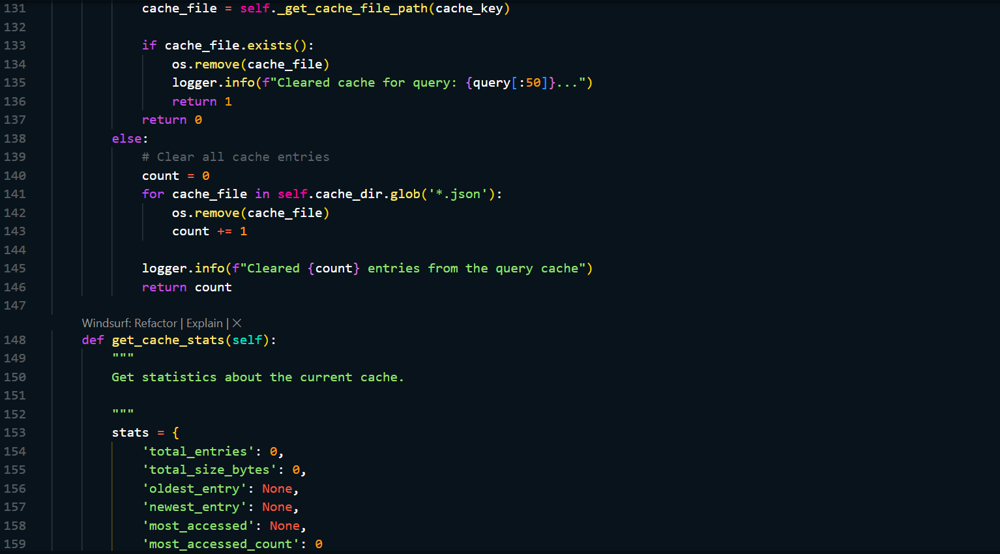 131 cache_file = self._get_cache_file_path(cache_key)
132
133 if cache_file.exists():
134 os.remove(cache_file)
135 logger.info(f"Cleared cache for query: {query[:50]}...")
136 return 1
137 return 0
138 else:
139 # Clear all cache entries
140 count = 0
141 for cache_file in self.cache_dir.glob('*.json'):
142 os.remove(cache_file)
143 count += 1
144
145 logger.info(f"Cleared {count} entries from the query cache")
146 return count
147
Windsurf: Refactor | Explain | ×
148 def get_cache_stats(self):
149 """
150 Get statistics about the current cache.
151
152 """
153 stats = {
154 'total_entries': 0,
155 'total_size_bytes': 0,
156 'oldest_entry': None,
157 'newest_entry': None,
158 'most_accessed': None,
159 'most_accessed_count': 0